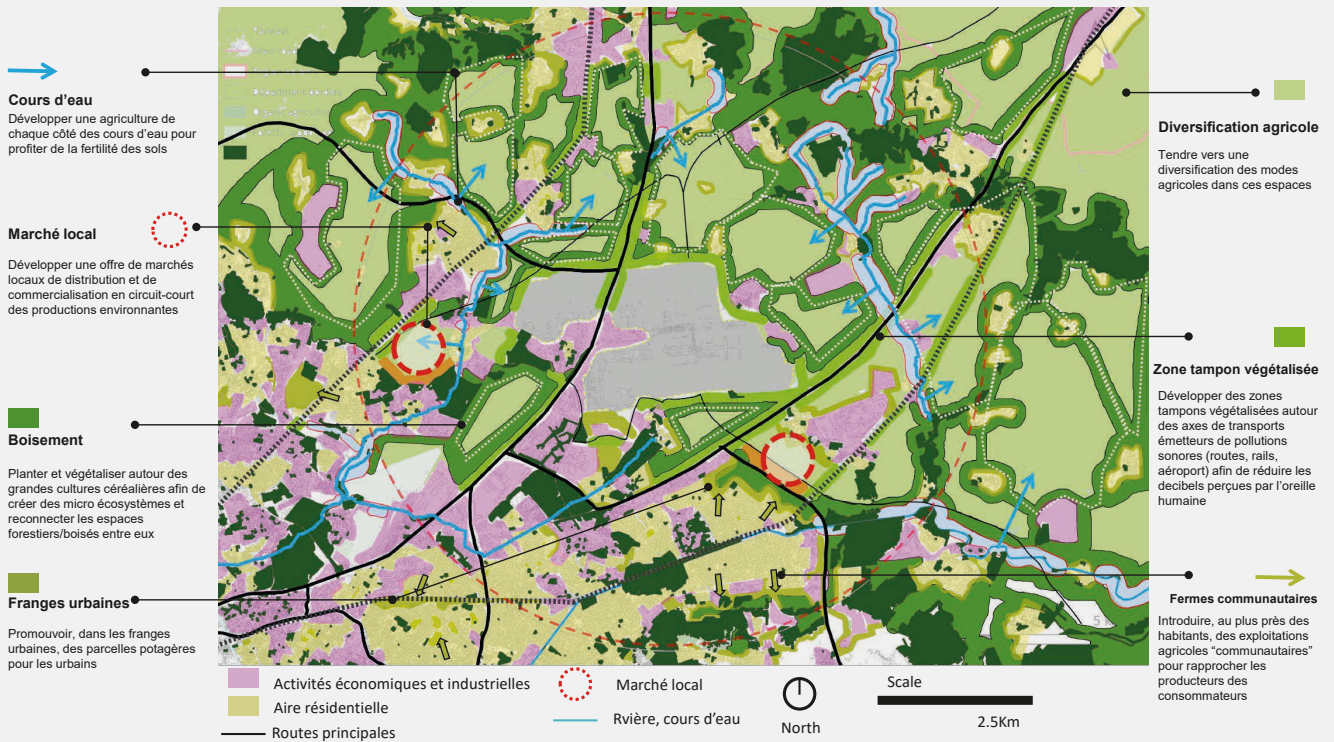 Cours d'eau
Développer une agriculture de
chaque côté des cours d'eau pour
profiter de la fertilité des sols
Marché local
Développer une offre de marchés
locaux de distribution et de
commercialisation en circuit-court
des productions environnantes
Boisement
Planter et végétaliser autour des
grandes cultures céréalières afin de
créer des micro écosystèmes et
reconnecter les espaces
forestiers/boisés entre eux
Franges urbaines
Promouvoir, dans les franges
urbaines, des parcelles potagères
pour les urbains
Diversification agricole
Tendre vers une
diversification des modes
agricoles dans ces espaces
Zone tampon végétalisée
Développer des zones
tampons végétalisées autour
des axes de transports
émetteurs de pollutions
sonores (routes, rails,
aéroport) afin de réduire les
decibels perçues par l'oreille
humaine
Fermes communautaires
Introduire, au plus près des
habitants, des exploitations
agricoles "communautaires"
pour rapprocher les
producteurs des
consommateurs
Activités économiques et industrielles
Aire résidentielle
Routes principales
Marché local
Rvière, cours d'eau
North
Scale
2.5Km